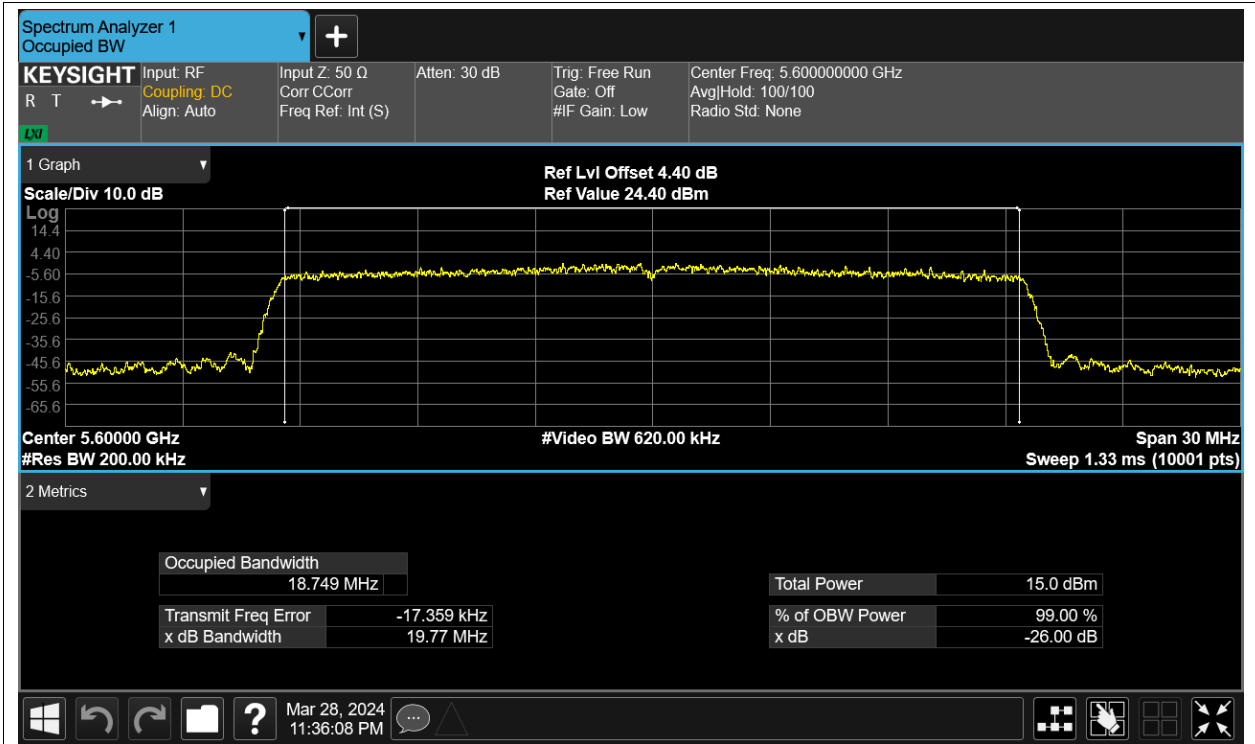 Spectrum Analyzer 1
Occupied BW
KEYSIGHT
R T
LXI
Input: RF
Coupling: DC
Align: Auto
Input Z: 50 Ω
Corr CCorr
Freq Ref: Int (S)
Atten: 30 dB
Trig: Free Run
Gate: Off
#IF Gain: Low
Center Freq: 5.600000000 GHz
Avg|Hold: 100/100
Radio Std: None
1 Graph
Scale/Div 10.0 dB
Ref Lvl Offset 4.40 dB
Ref Value 24.40 dBm
Log
14.4
4.40
-5.60
-15.6
-25.6
-35.6
-45.6
-55.6
-65.6
Center 5.60000 GHz
#Video BW 620.00 kHz
Span 30 MHz
#Res BW 200.00 kHz
Sweep 1.33 ms (10001 pts)
2 Metrics
Occupied Bandwidth
18.749 MHz
Total Power 15.0 dBm
Transmit Freq Error -17.359 kHz
% of OBW Power 99.00 %
x dB Bandwidth 19.77 MHz
x dB -26.00 dB
?
Mar 28, 2024
11:36:08 PM